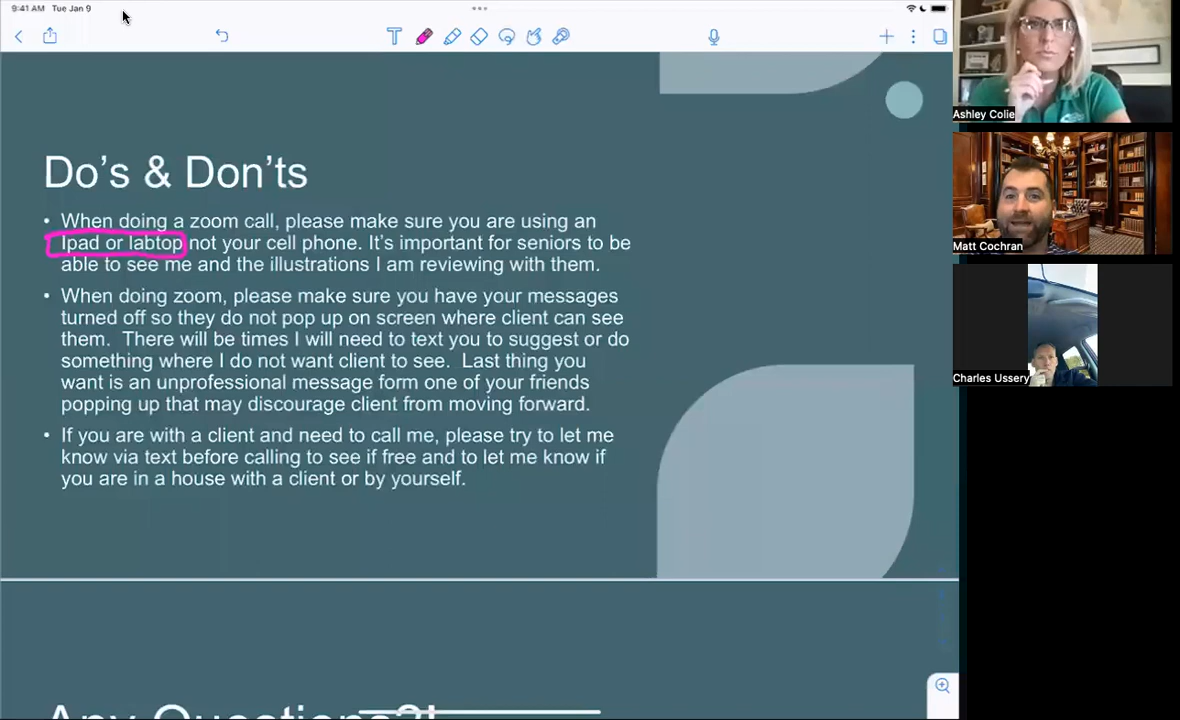 9:41 AM Tue Jan 9
Do's & Don'ts
• When doing a zoom call, please make sure you are using an
Ipad or labtop not your cell phone. It's important for seniors to be
able to see me and the illustrations I am reviewing with them.
• When doing zoom, please make sure you have your messages
turned off so they do not pop up on screen where client can see
them. There will be times I will need to text you to suggest or do
something where I do not want client to see. Last thing you
want is an unprofessional message form one of your friends
popping up that may discourage client from moving forward.
• If you are with a client and need to call me, please try to let me
know via text before calling to see if free and to let me know if
you are in a house with a client or by yourself.
Any Questions?!
Ashley Colie
Matt Cochran
Charles Ussery